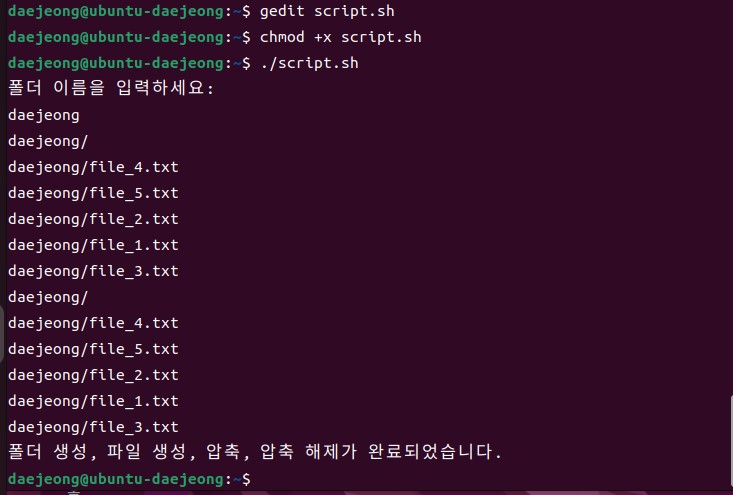 daejeong@ubuntu-daejeong:~$ gedit script.sh
daejeong@ubuntu-daejeong:~$ chmod +x script.sh
daejeong@ubuntu-daejeong:~$ ./script.sh
폴더 이름을 입력하세요:
daejeong
daejeong/
daejeong/file_4.txt
daejeong/file_5.txt
daejeong/file_2.txt
daejeong/file_1.txt
daejeong/file_3.txt
daejeong/
daejeong/file_4.txt
daejeong/file_5.txt
daejeong/file_2.txt
daejeong/file_1.txt
daejeong/file_3.txt
폴더 생성, 파일 생성, 압축, 압축 해제가 완료되었습니다.
daejeong@ubuntu-daejeong:~$